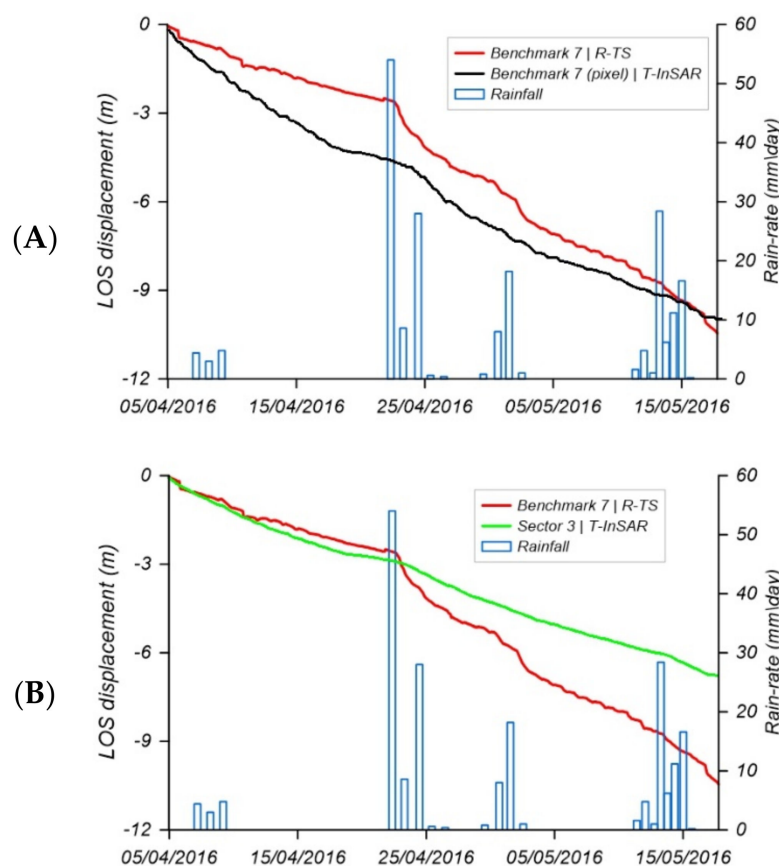 (A)
LOS displacement (m)
0
-3
-6
-9
-12
Benchmark 7 | R-TS
Benchmark 7 (pixel) | T-InSAR
Rainfall
60
50
40
30
20
10
0
Rain-rate (mm\day)
05/04/2016 15/04/2016 25/04/2016 05/05/2016 15/05/2016
(B)
LOS displacement (m)
0
-3
-6
-9
-12
Benchmark 7 | R-TS
Sector 3 | T-InSAR
Rainfall
60
50
40
30
20
10
0
Rain-rate (mm\day)
05/04/2016 15/04/2016 25/04/2016 05/05/2016 15/05/2016